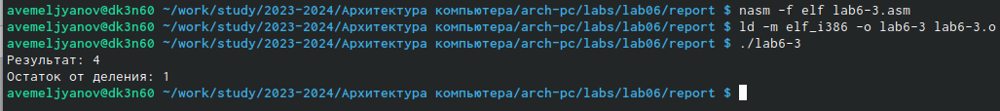 avemeljyanov@dk3n60 ~/work/study/2023-2024/Архитектура компьютера/arch-pc/labs/lab06/report $ nasm -f elf lab6-3.asm
avemeljyanov@dk3n60 ~/work/study/2023-2024/Архитектура компьютера/arch-pc/labs/lab06/report $ ld -m elf_i386 -o lab6-3 lab6-3.o
avemeljyanov@dk3n60 ~/work/study/2023-2024/Архитектура компьютера/arch-pc/labs/lab06/report $ ./lab6-3
Результат: 4
Остаток от деления: 1
avemeljyanov@dk3n60 ~/work/study/2023-2024/Архитектура компьютера/arch-pc/labs/lab06/report $